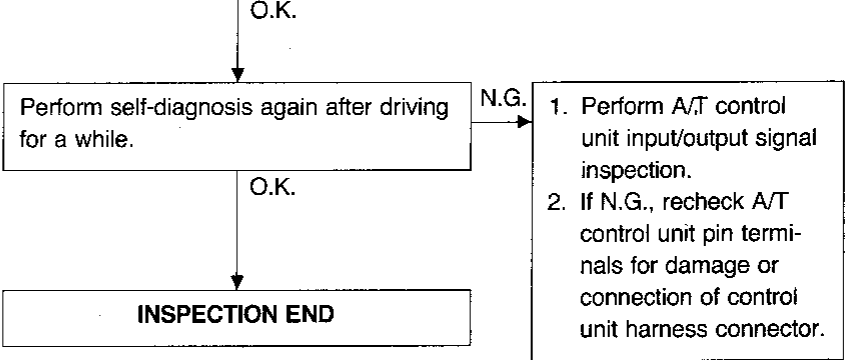 O.K.
Perform self-diagnosis again after driving
for a while.
N.G.
1. Perform A/T control
unit input/output signal
inspection.
2. If N.G., recheck A/T
control unit pin termi-
nals for damage or
connection of control
unit harness connector.
O.K.
INSPECTION END